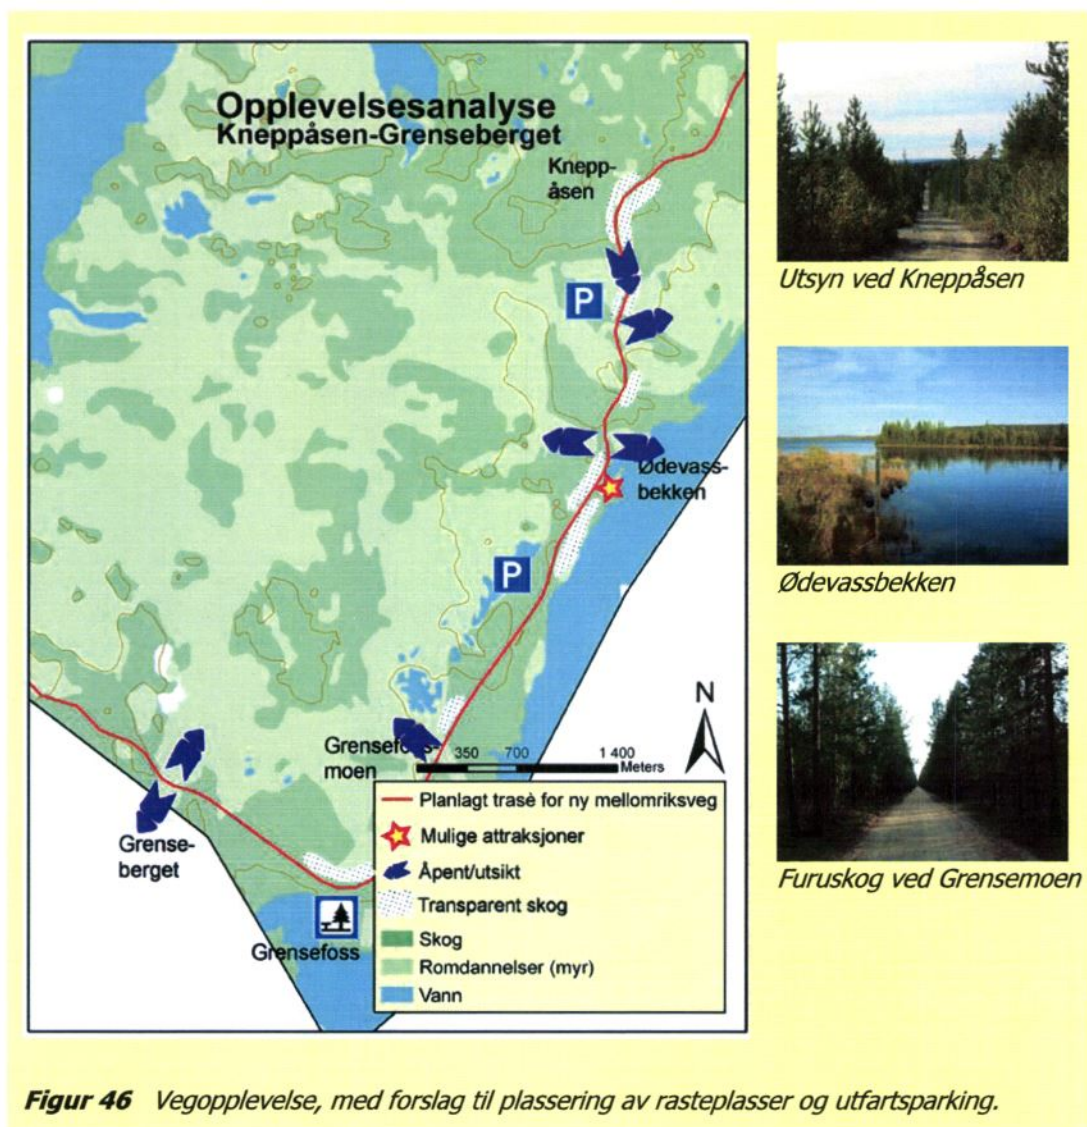 Opplevelsesanalyse
Kneppåsen-Grenseberget
Knepp-
åsen
P
Ødevass-
bekken
P
N
Grensefoss-
moen
350 700 1 400
Meters
Grense-
berget
Grensefoss
Planlagt trasè for ny mellomriksveg
Mulige attraksjoner
Åpent/utsikt
Transparent skog
Skog
Romdannelser (myr)
Vann
Utsyn ved Kneppåsen
Ødevassbekken
Furuskog ved Grensemoen
Figur 46 Vegopplevelse, med forslag til plassering av rasteplasser og utfartsparking.